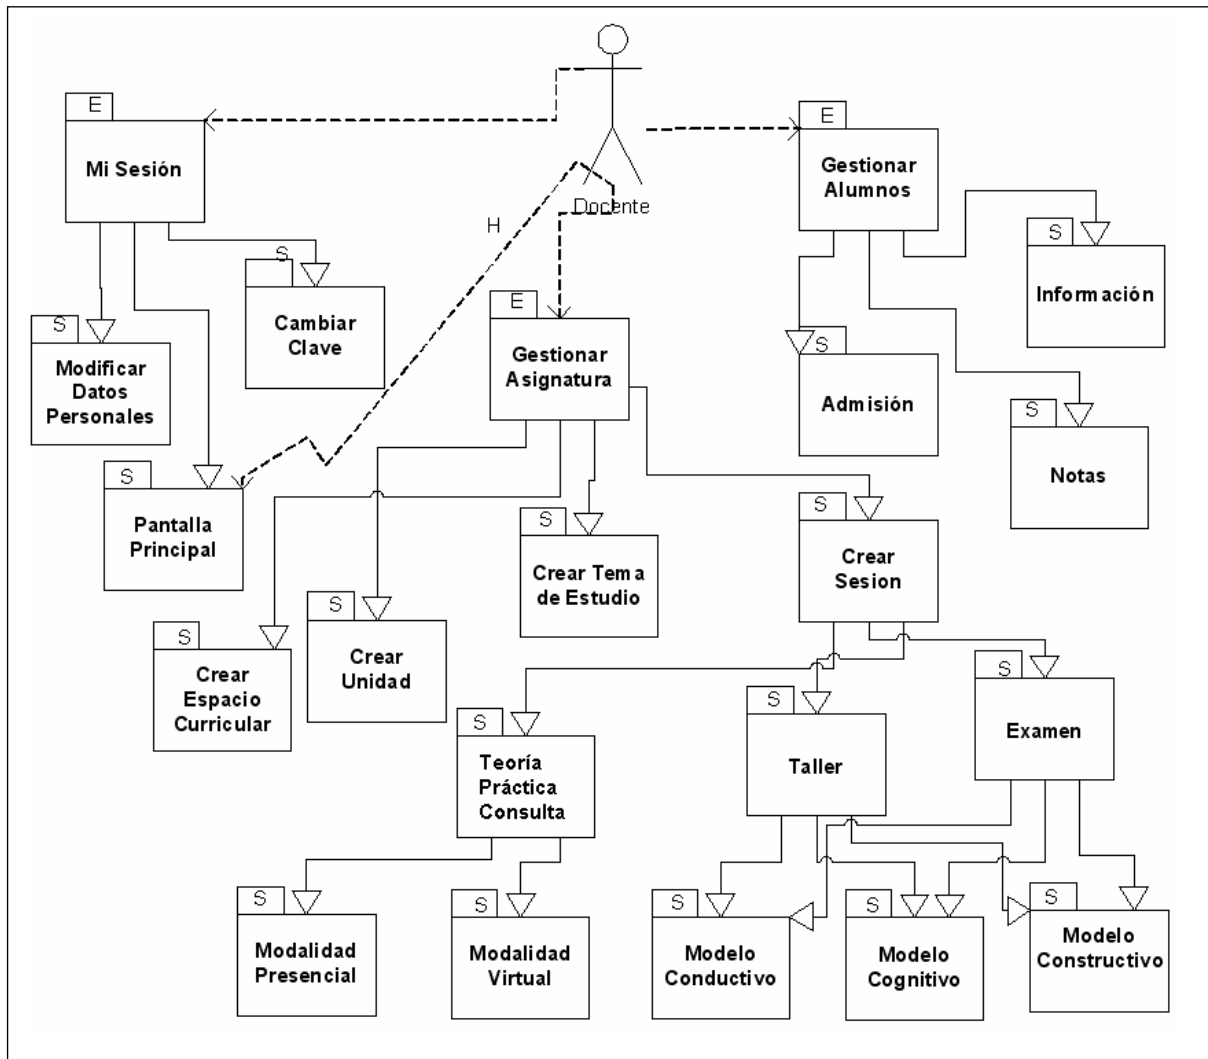 E
Mi Sesión
Docente
H
E
Gestionar
Alumnos
S
Información
S
Cambiar
Clave
E
Gestionar
Asignatura
S
Modificar
Datos
Personales
S
Admisión
S
Notas
S
Pantalla
Principal
S
Crear Tema
de Estudio
S
Crear
Sesion
S
Crear
Espacio
Curricular
S
Crear
Unidad
S
Teoría
Práctica
Consulta
S
Taller
S
Examen
S
Modalidad
Presencial
S
Modalidad
Virtual
S
Modelo
Conductivo
S
Modelo
Cognitivo
S
Modelo
Constructivo